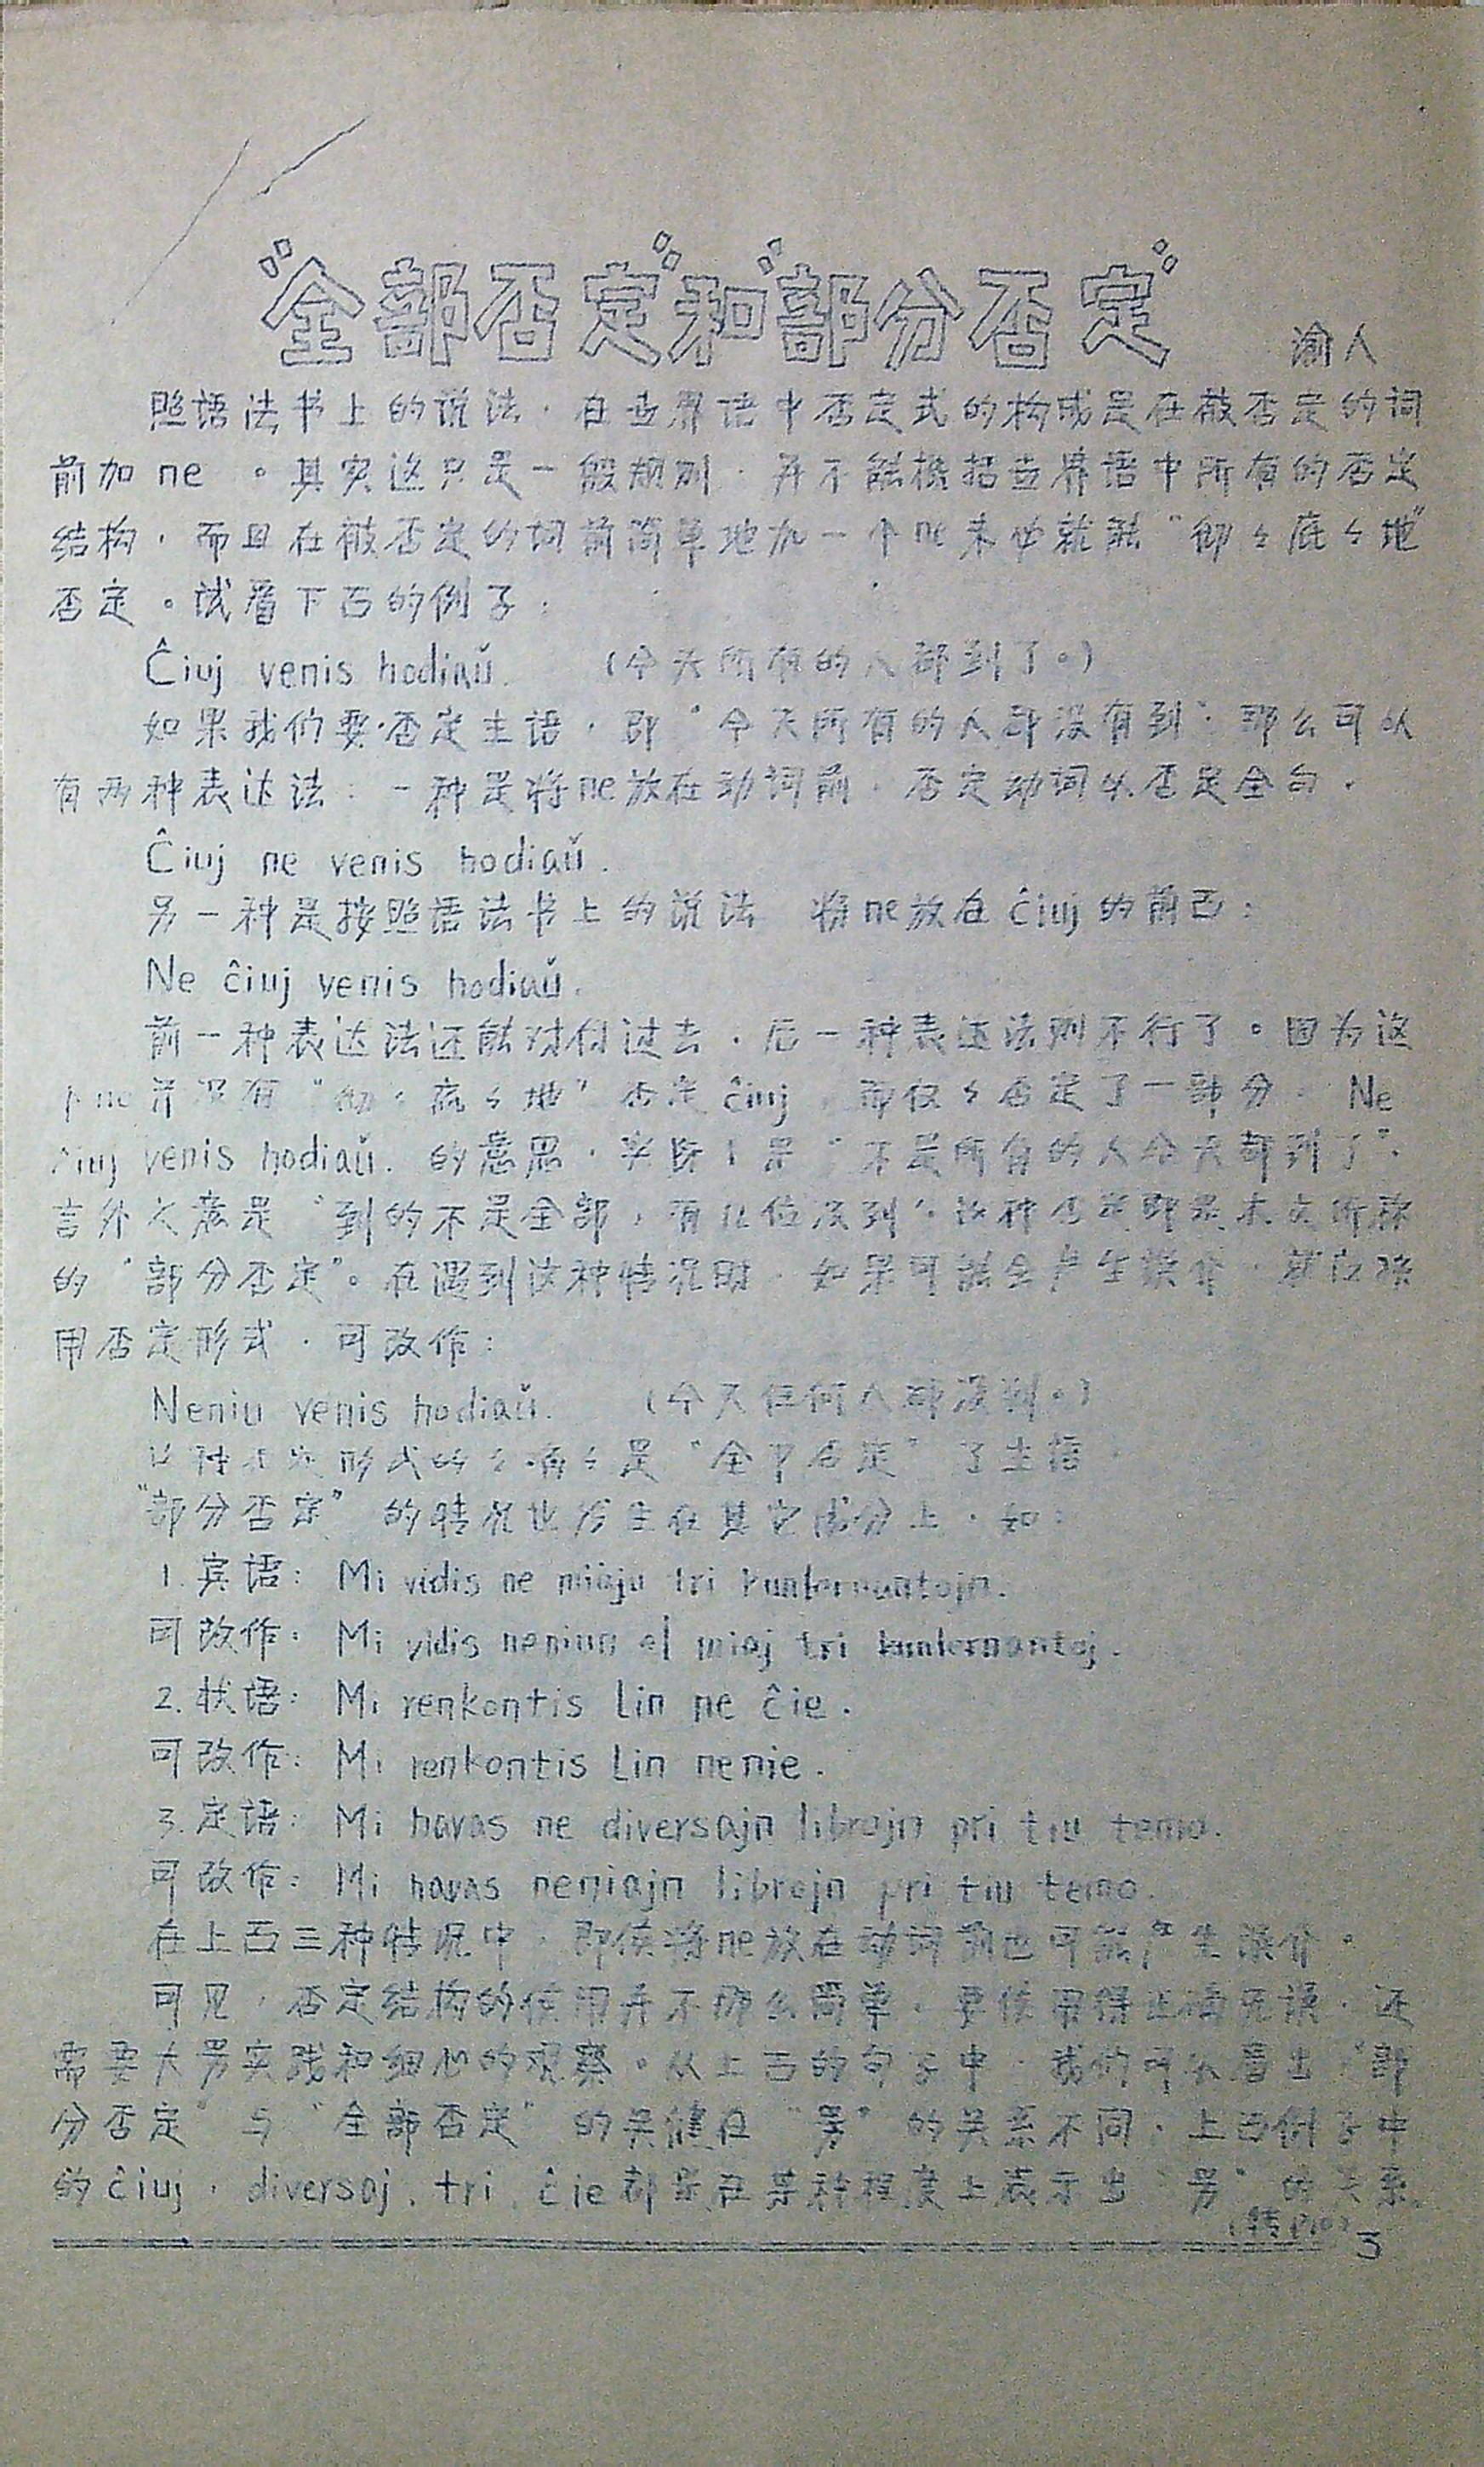 “全部否定”和“部分否定”
渝人
照语法书上的说法，在世界语中否定式的构成是在被否定的词
前加 ne 。其实这只是一般规则，并不能概括世界语中所有的否定
结构，而且在被否定的词前简单地加一个ne未必就能“彻彡底彡地”
否定。试看下面的例子：
Ĉiuj venis hodiaŭ. （今天所有的人都到了。）
如果我们要否定主语，即“今天所有的人都没有到”，那么可以
有两种表达法：一种是将ne放在动词前，否定动词以否定全句。
Ĉiuj ne venis hodiaŭ.
另一种是按照语法书上的说法 将ne放在ĉiuj的前面：
Ne ĉiuj venis hodiaŭ.
前一种表达法还能对付过去，后一种表达法则不行了。因为这
个ne并没有“彻彡底彡地”否定ĉiuj，而仅彡否定了一部分。Ne
ĉiuj venis hodiaŭ. 的意思，实际上是“不是所有的人今天都到了”，
言外之意是“到的不是全部，有几位没到”。这种否定即是本文所称
的“部分否定”。在遇到这种情况时，如果可能会产生误会，就应换
用否定形式，可改作：
Neniu venis hodiaŭ. （今天任何人都没到。）
形式的 是“全部否定”了主语。
“部分否定”的情况也发生在其它成分上，如：
1. 宾语： Mi vidis ne miajn tri kunlernantojn.
可改作： Mi vidis neniun el miaj tri kunlernantoj.
2. 状语： Mi renkontis Lin ne ĉie.
可改作： Mi renkontis Lin nenie.
3. 定语： Mi havas ne diversajn librojn pri tiu temo.
可改作： Mi havas neniajn librojn pri tiu temo.
在上面三种情况中，即使将ne放在动词前也可能产生误会。
可见，否定结构的使用并不那么简单，要使用得正确无误，还
需要大量实践和细心的观察。从上面的句子中，我们可以看出“部
分否定”与“全部否定”的关键在“量”的关系不同，上面例子中
的ĉiuj，diversaj，tri，ĉie都是在某种程度上表示出“量”的关系。
（转P10）
3